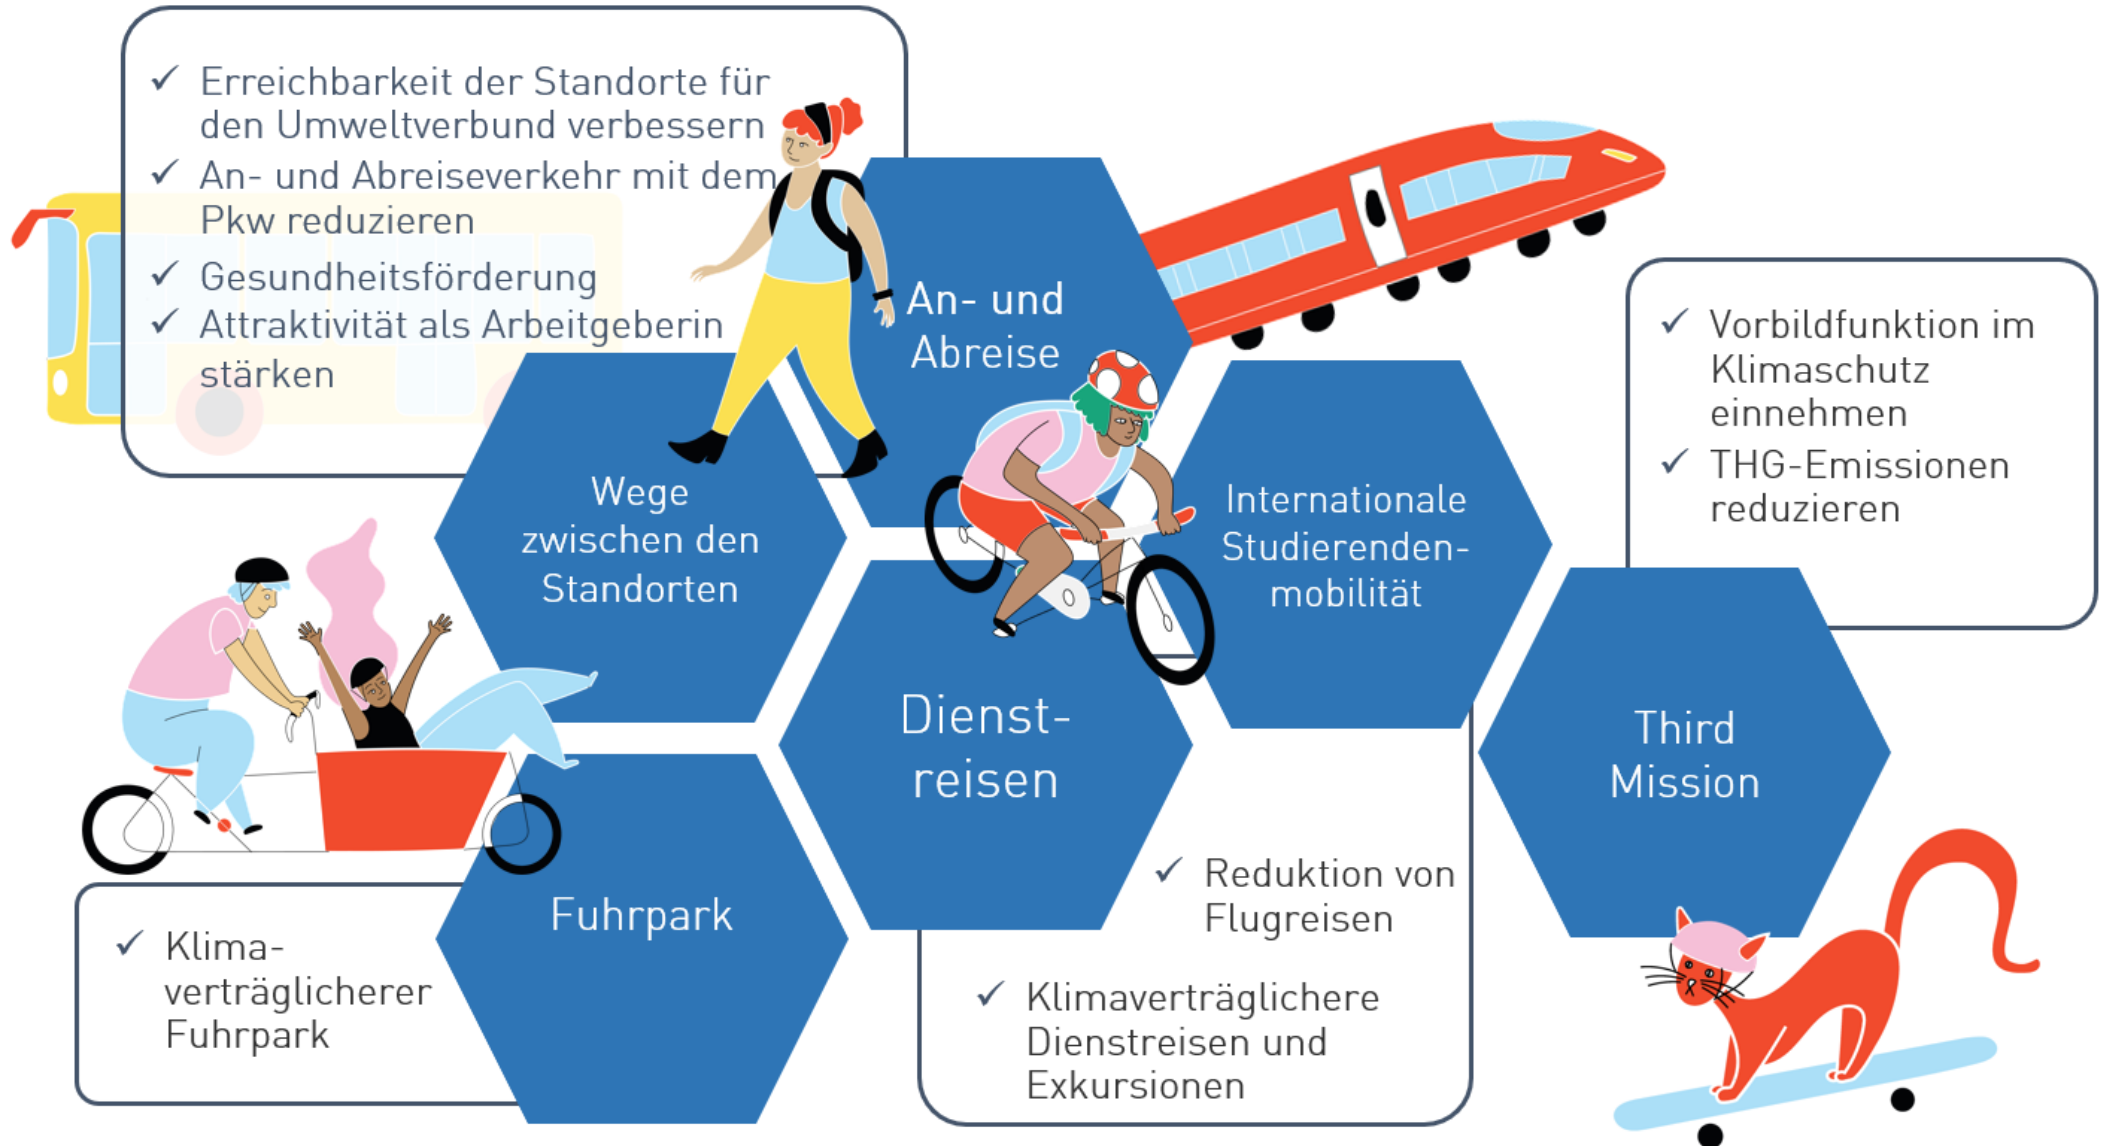 ✓ Erreichbarkeit der Standorte für
den Umweltverbund verbessern
✓ An- und Abreiseverkehr mit dem
Pkw reduzieren
✓ Gesundheitsförderung
✓ Attraktivität als Arbeitgeberin
stärken
An- und
Abreise
✓ Vorbildfunktion im
Klimaschutz
einnehmen
✓ THG-Emissionen
reduzieren
Wege
zwischen den
Standorten
Internationale
Studierenden-
mobilität
Dienst-
reisen
Third
Mission
Fuhrpark
✓ Klima-
verträglicherer
Fuhrpark
✓ Reduktion von
Flugreisen
✓ Klimaverträglichere
Dienstreisen und
Exkursionen